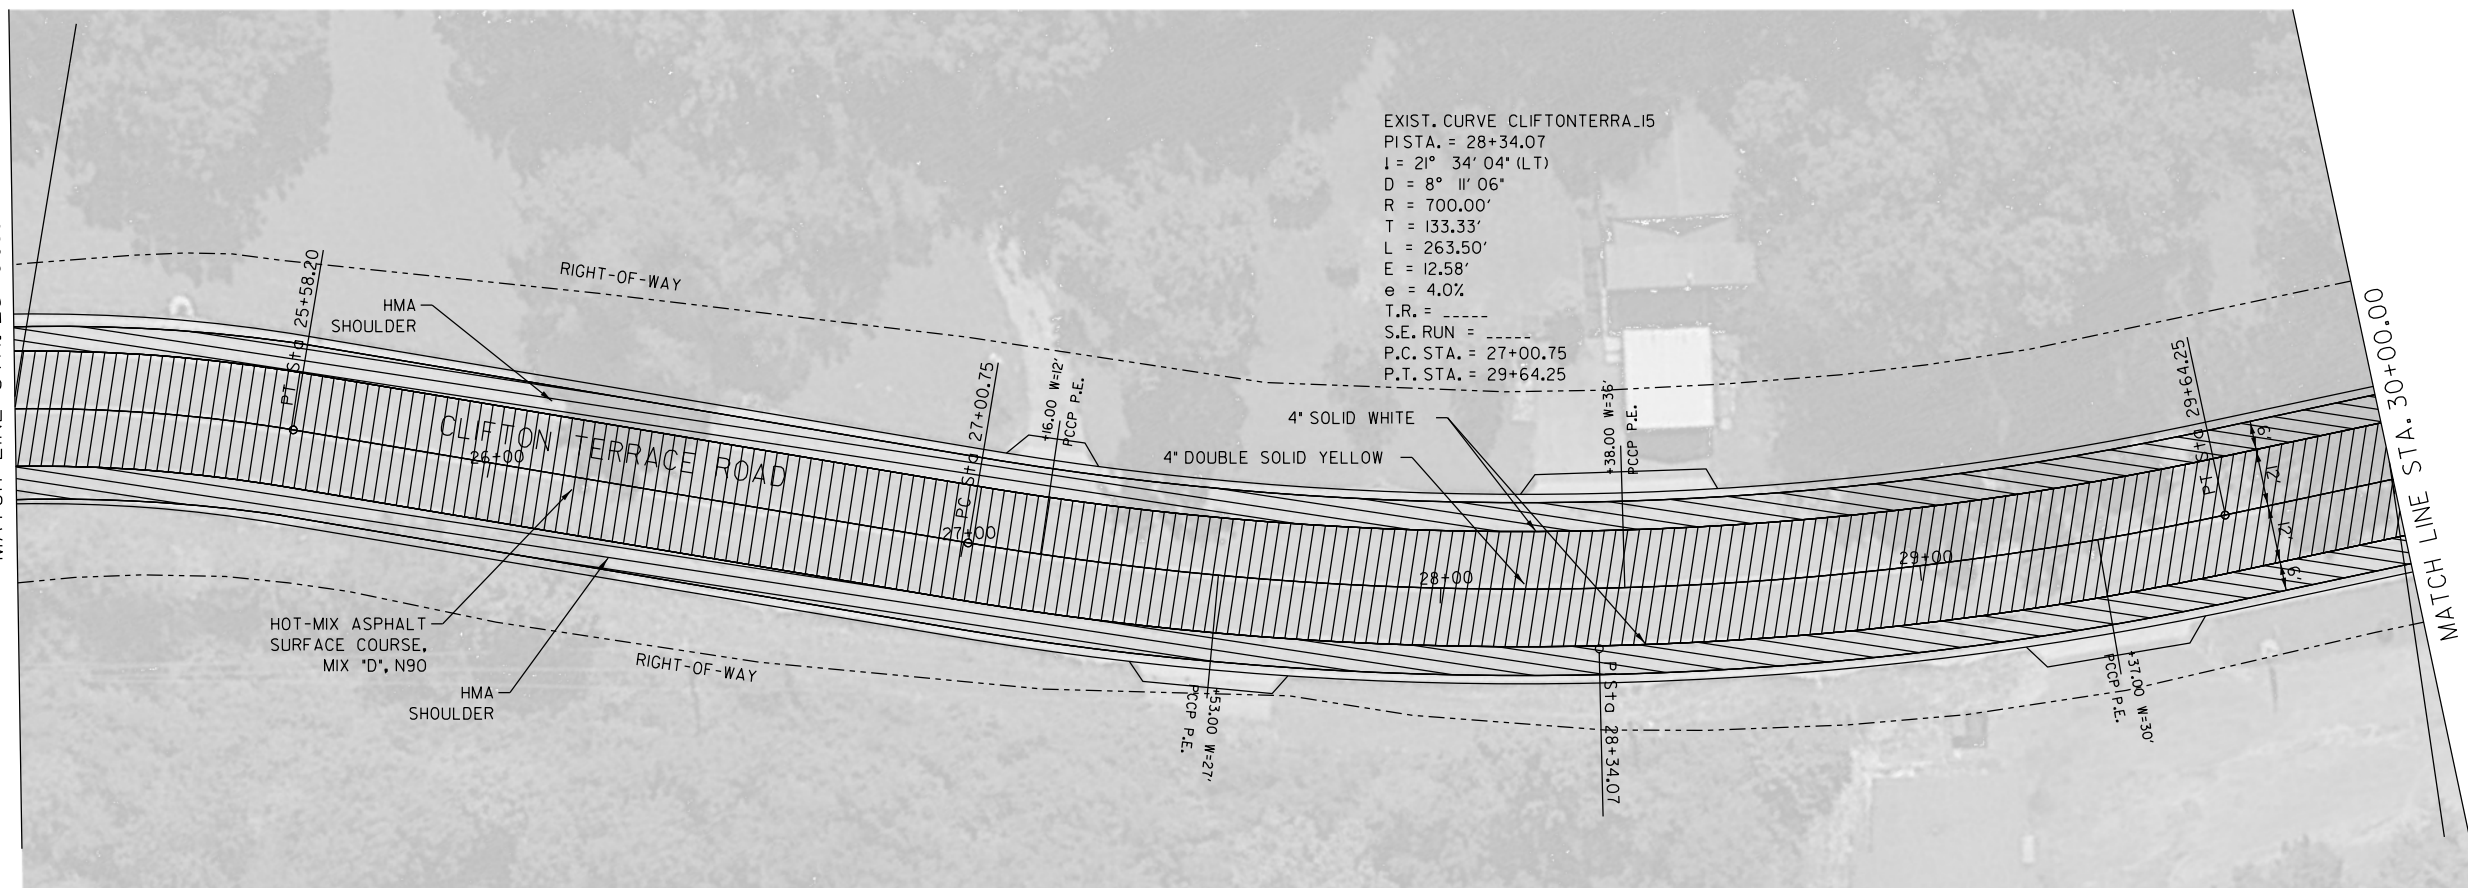 EXIST. CURVE CLIFTONTERRA_15
PI STA. = 28+34.07
= 21° 34' 04" (LT)
D = 8° 11' 06"
R = 700.00'
T = 133.33'
L = 263.50'
E = 12.58'
e = 4.0%
T.R. = _____
S.E. RUN = _____
P.C. STA. = 27+00.75
P.T. STA. = 29+64.25
RIGHT-OF-WAY
PT Sta 25+58.20
HMA
SHOULDER
CLIFTON TERRACE ROAD
26+00
PC Sta 27+00.75
27+00
+16.00 W=12'
PCCP P.E.
4" SOLID WHITE
4" DOUBLE SOLID YELLOW
+38.00 W=36'
PCCP P.E.
28+00
29+00
PT Sta 29+64.25
6'
12'
12'
6'
MATCH LINE STA. 30+00.00
HOT-MIX ASPHALT
SURFACE COURSE,
MIX "D", N90
HMA
SHOULDER
RIGHT-OF-WAY
+53.00 W=27'
PCCP P.E.
PI Sta 28+34.07
+37.00 W=30'
PCCP P.E.